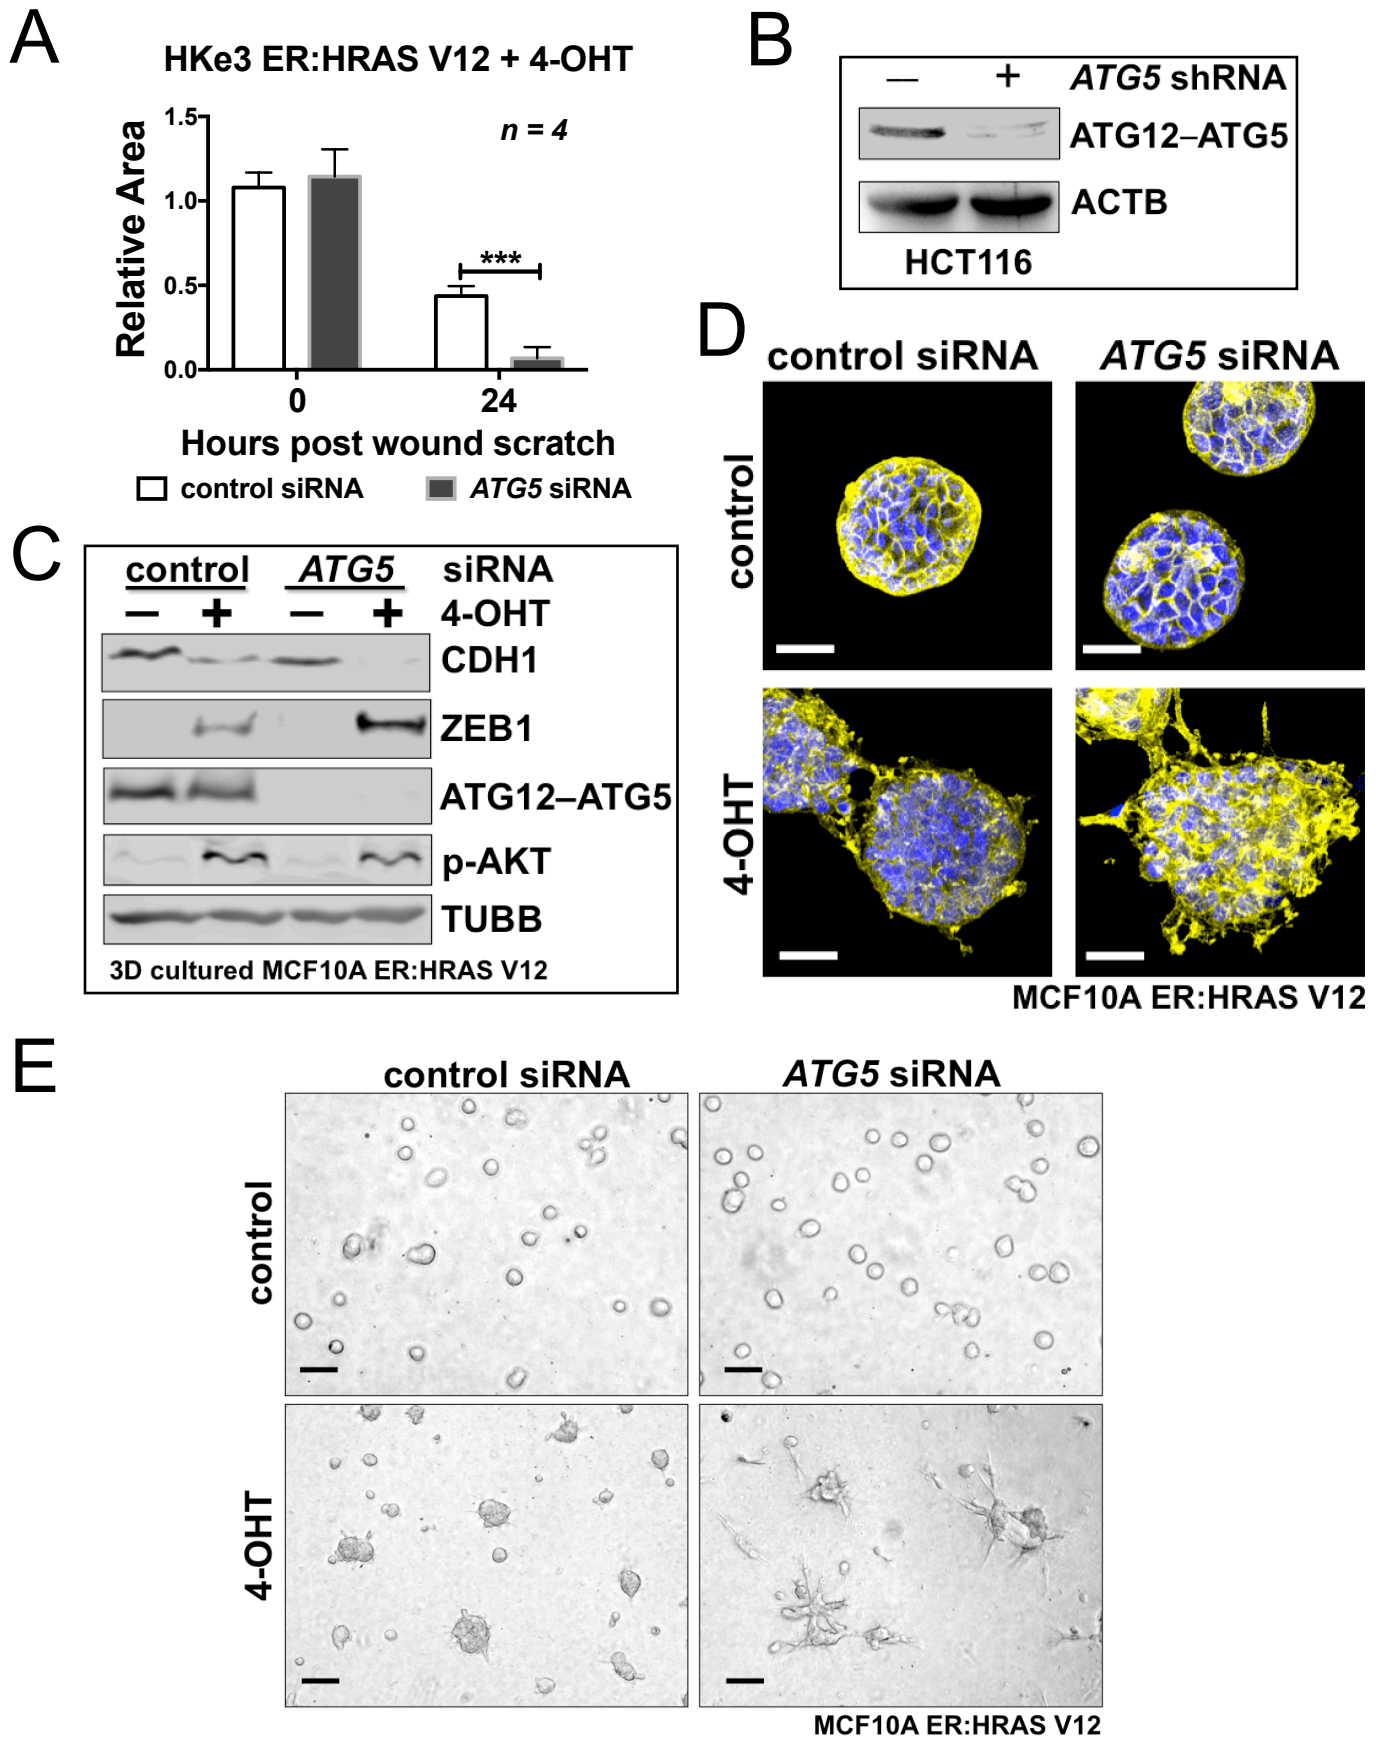 A
HKe3 ER:HRAS V12 + 4-OHT
n = 4
1.5
1.0
0.5
0.0
Relative Area
***
0 24
Hours post wound scratch
control siRNA ATG5 siRNA
B
— + ATG5 shRNA
ATG12–ATG5
ACTB
HCT116
C
control ATG5 siRNA
– + – + 4-OHT
CDH1
ZEB1
ATG12–ATG5
p-AKT
TUBB
3D cultured MCF10A ER:HRAS V12
D
control siRNA ATG5 siRNA
control
4-OHT
MCF10A ER:HRAS V12
E
control siRNA ATG5 siRNA
control
4-OHT
MCF10A ER:HRAS V12